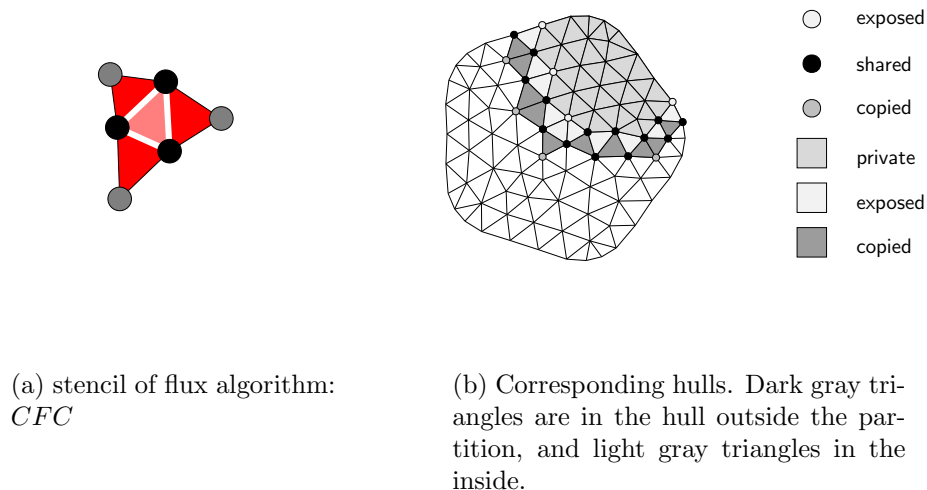 exposed
shared
copied
private
exposed
copied
(a) stencil of flux algorithm:
CFC
(b) Corresponding hulls. Dark gray tri-
angles are in the hull outside the par-
tition, and light gray triangles in the
inside.